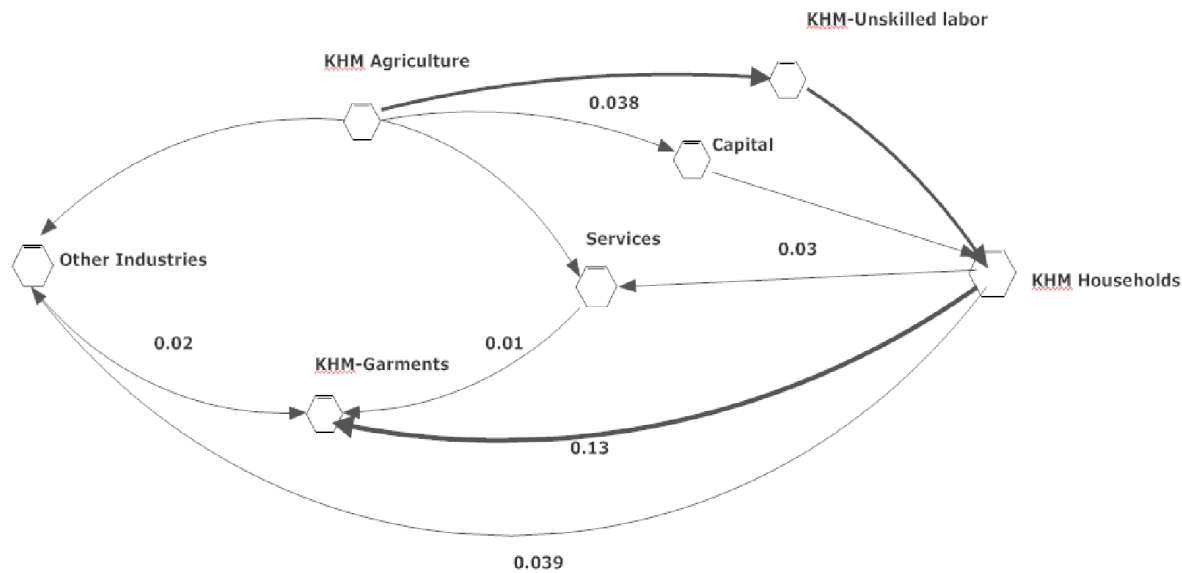 KHM-Unskilled labor
KHM Agriculture
0.038
Capital
Services
0.03
Other Industries
KHM Households
0.02
0.01
KHM-Garments
0.13
0.039